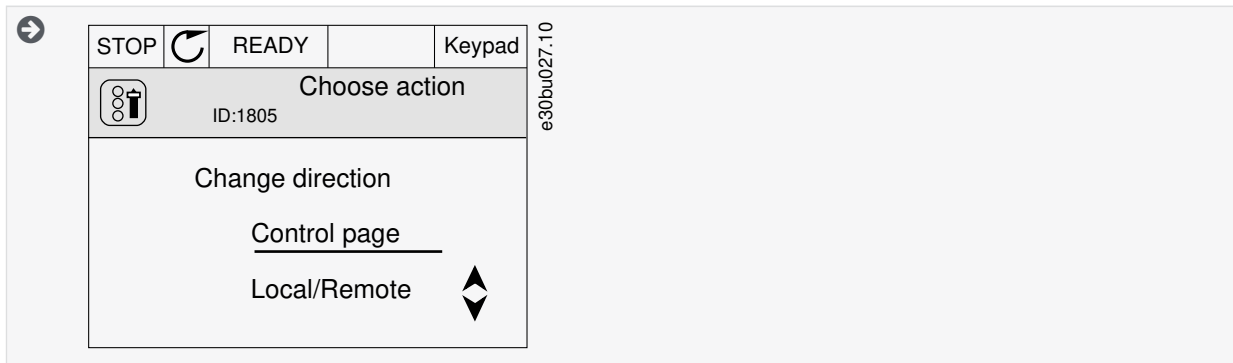 STOP READY Keypad
Choose action
ID:1805
Change direction
Control page
Local/Remote
e30bu027.10